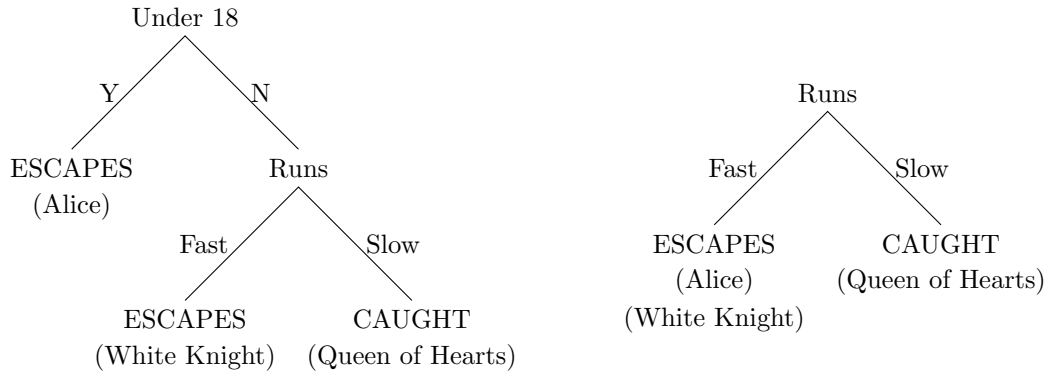 Under 18
Y
N
ESCAPES
(Alice)
Runs
Fast
Slow
ESCAPES
(White Knight)
CAUGHT
(Queen of Hearts)
Runs
Fast
Slow
ESCAPES
(Alice)
(White Knight)
CAUGHT
(Queen of Hearts)